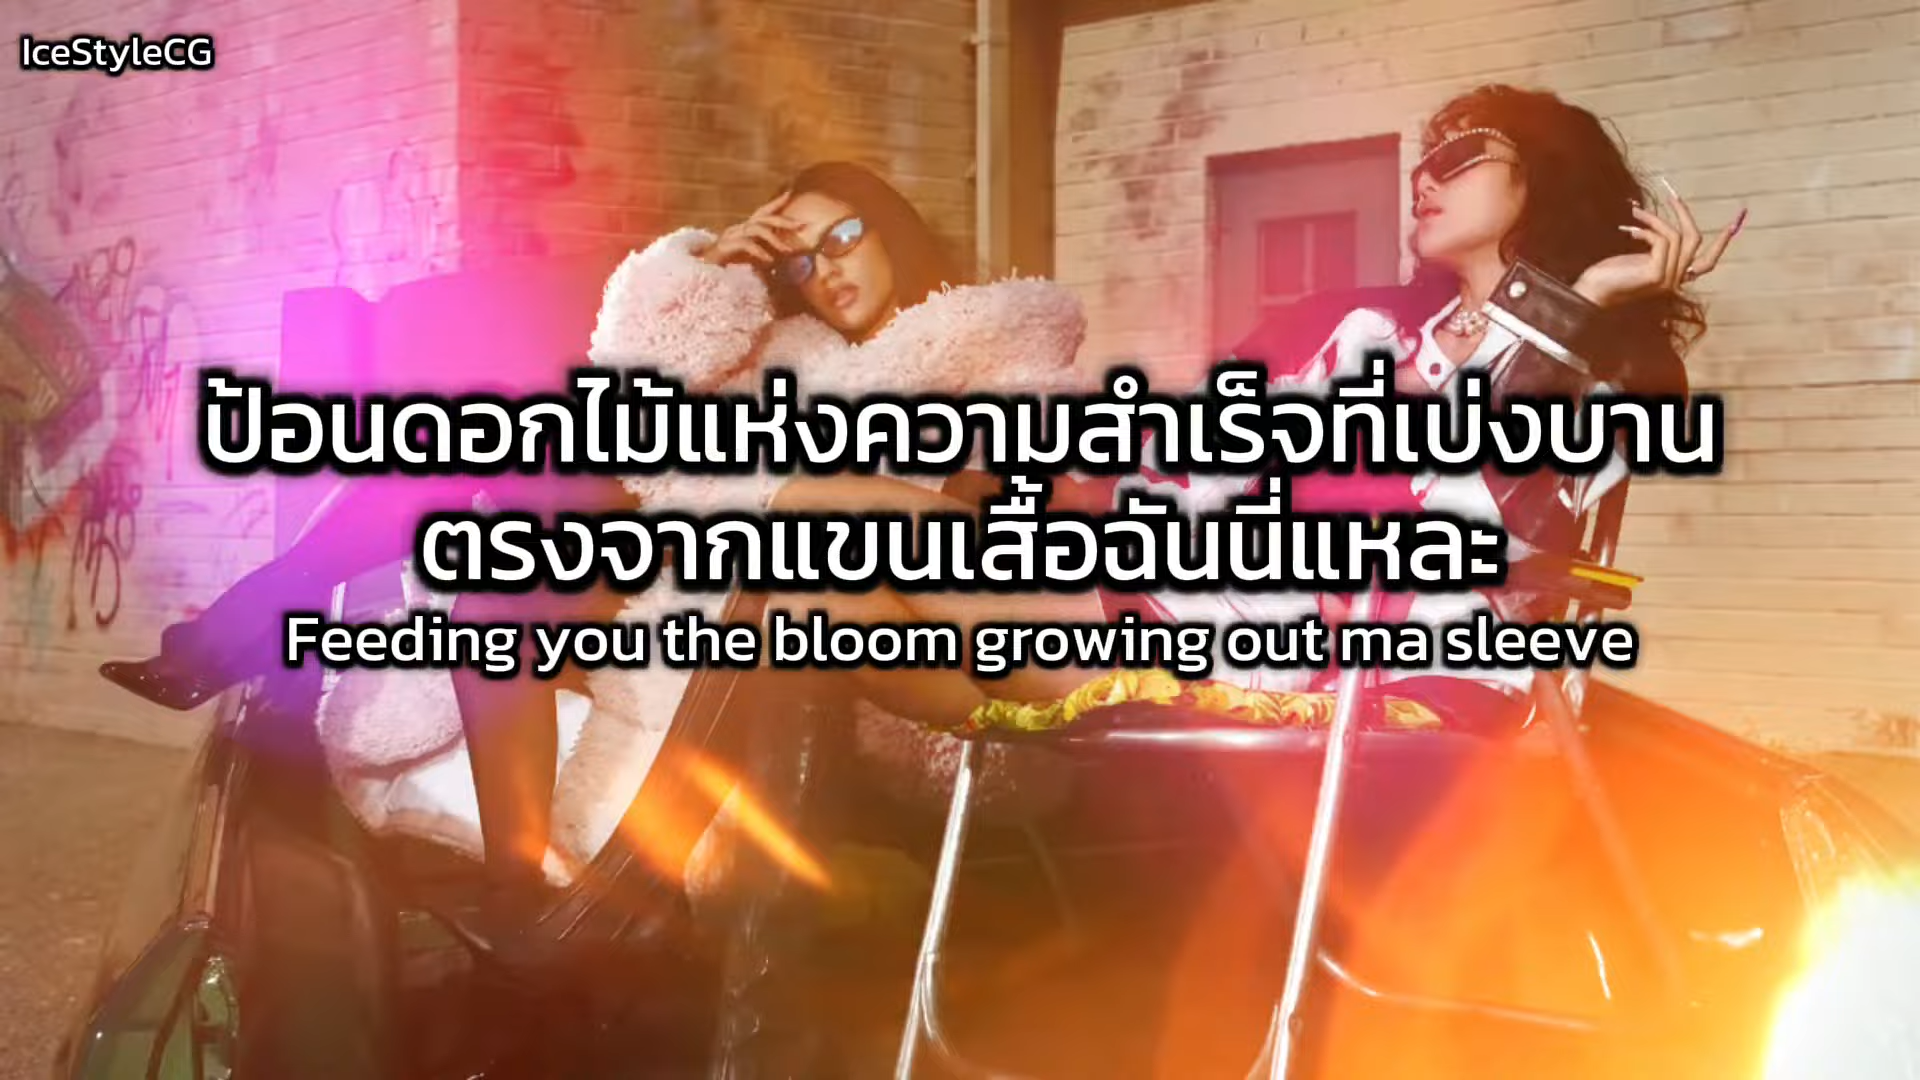 IceStyleCG
ป้อนดอกไม้แห่งความสำเร็จที่เบ่งบาน
ตรงจากแขนเสื้อฉันนี่แหละ
Feeding you the bloom growing out ma sleeve